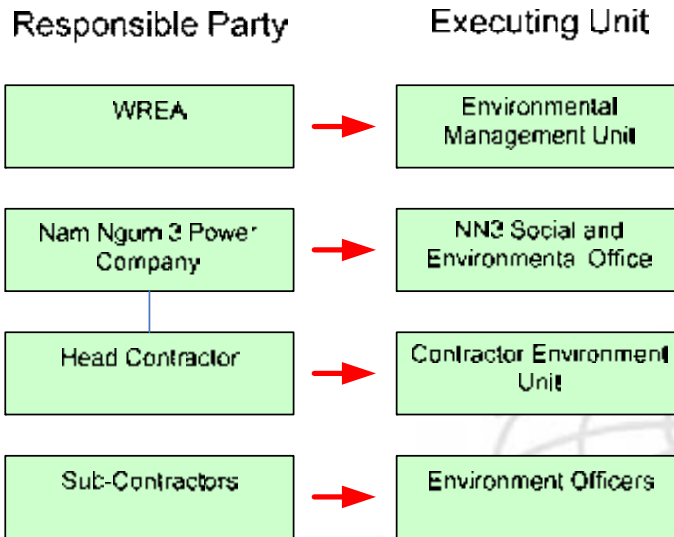 Responsible Party
Executing Unit
WREA
Environmental
Management Unit
Nam Ngum 3 Power
Company
NN3 Social and
Environmental Office
Head Contractor
Contractor Environment
Unit
Sub-Contractors
Environment Officers